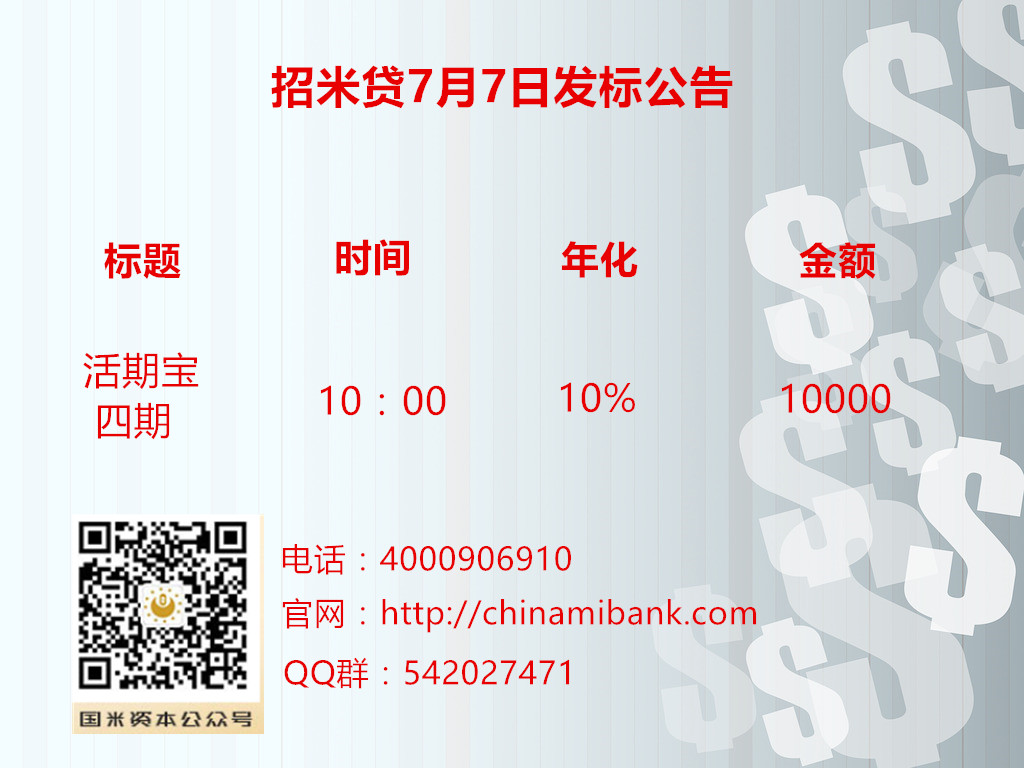 招米贷7月7日发标公告
标题 时间 年化 金额
活期宝
四期
10：00 10% 10000
电话：4000906910
官网：http://chinamibank.com
QQ群：542027471
国米资本公众号